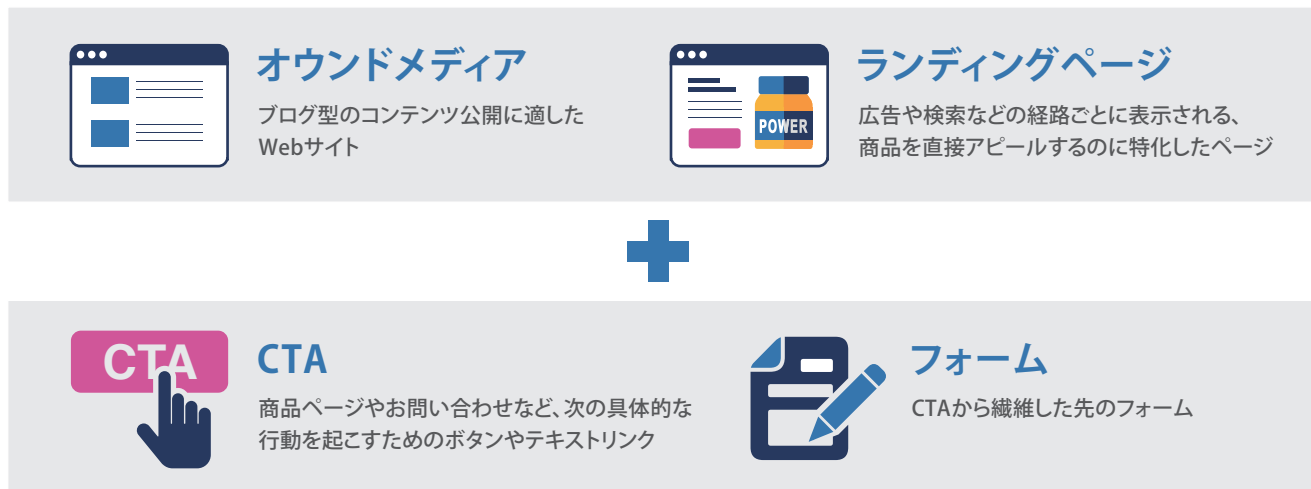 オウンドメディア
ブログ型のコンテンツ公開に適した
Webサイト
POWER
ランディングページ
広告や検索などの経路ごとに表示される、
商品を直接アピールするのに特化したページ
CTA
CTA
商品ページやお問い合わせなど、次の具体的な
行動を起こすためのボタンやテキストリンク
フォーム
CTAから繊維した先のフォーム